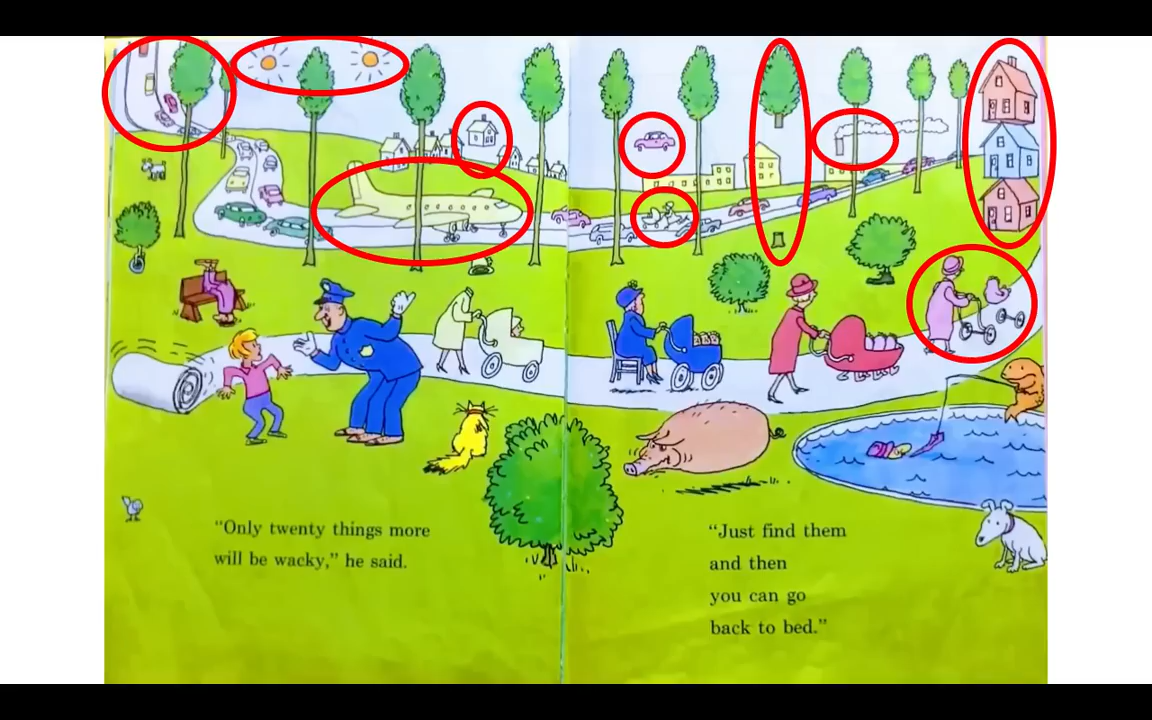 “Only twenty things more
will be wacky,” he said.
“Just find them
and then
you can go
back to bed.”